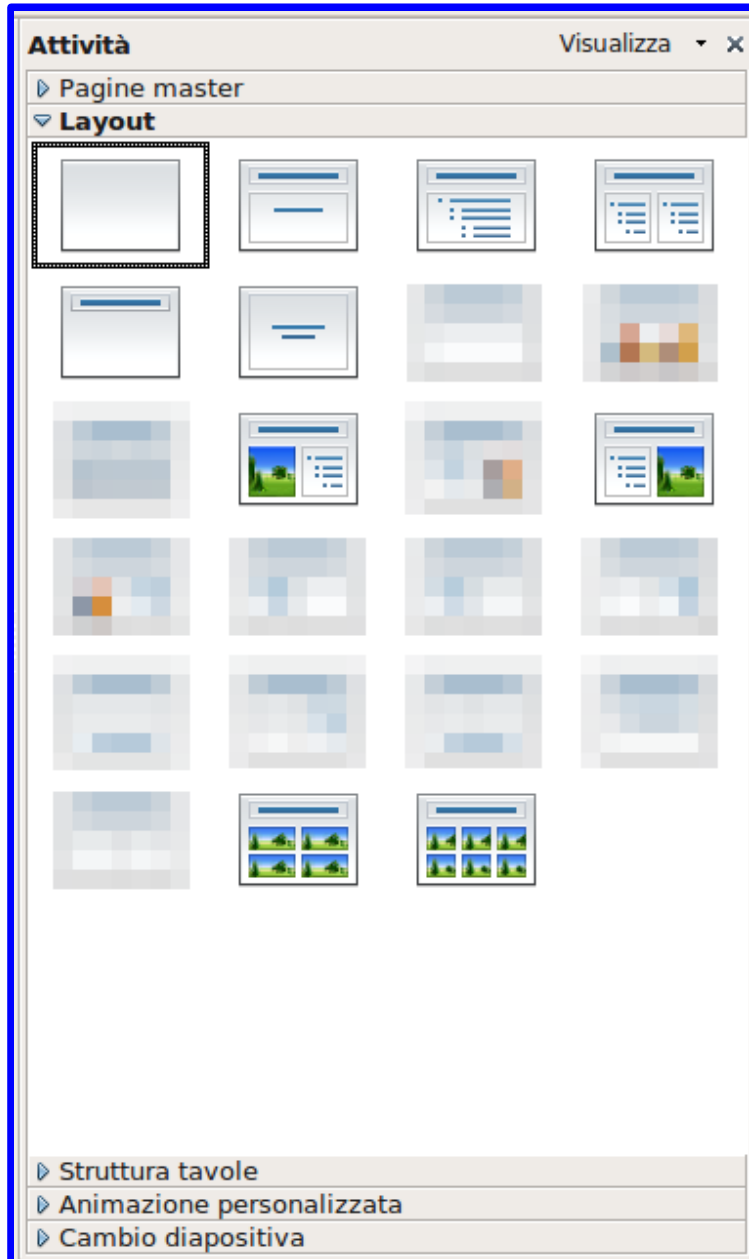 Attività Visualizza
Pagine master
Layout
Struttura tavole
Animazione personalizzata
Cambio diapositiva